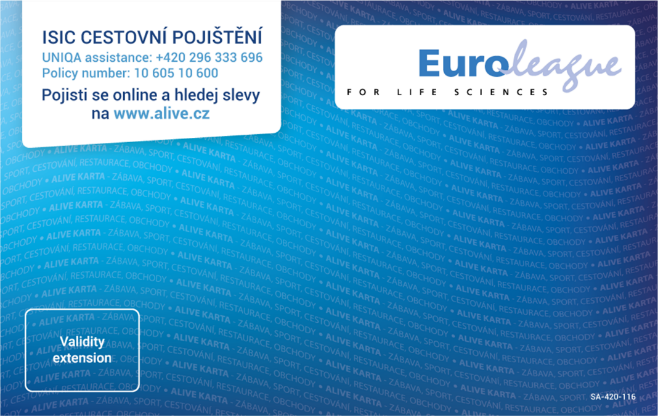 ISIC CESTOVNÍ POJIŠTĚNÍ
UNIQA assistance: +420 296 333 696
Policy number: 10 605 10 600
Pojisti se online a hledej slevy
na www.alive.cz
Euroleague
FOR LIFE SCIENCES
ALIVE KARTA - ZÁBAVA, SPORT, CESTOVÁNÍ, RESTAURACE, OBCHODY
Validity
extension
SA-420-116